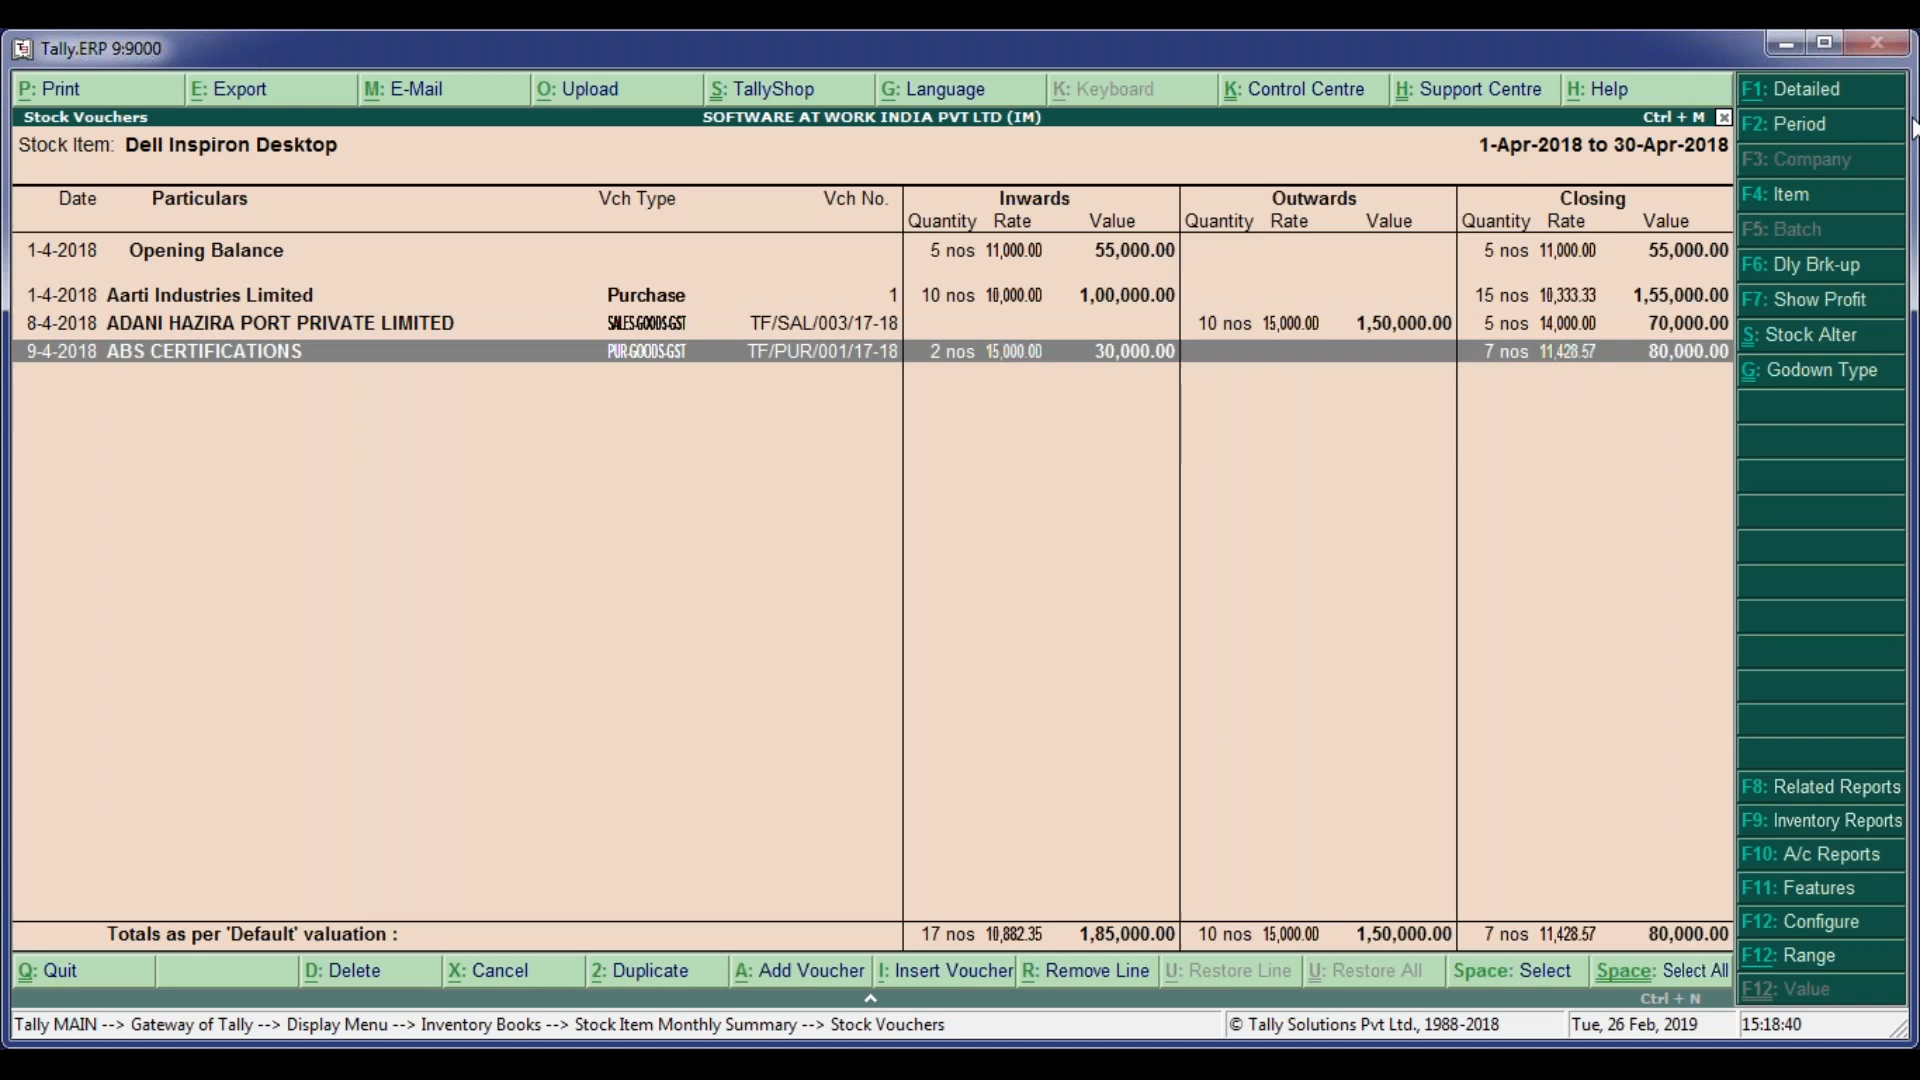 Tally.ERP 9:9000
P: Print E: Export M: E-Mail O: Upload S: TallyShop G: Language K: Keyboard K: Control Centre H: Support Centre H: Help
Stock Vouchers SOFTWARE AT WORK INDIA PVT LTD (IM) Ctrl + M
Stock Item: Dell Inspiron Desktop 1-Apr-2018 to 30-Apr-2018
Date Particulars Vch Type Vch No. Inwards Outwards Closing
Quantity Rate Value Quantity Rate Value Quantity Rate Value
1-4-2018 Opening Balance 5 nos 11,000.00 55,000.00 5 nos 11,000.00 55,000.00
1-4-2018 Aarti Industries Limited Purchase 1 10 nos 10,000.00 1,00,000.00 15 nos 10,333.33 1,55,000.00
8-4-2018 ADANI HAZIRA PORT PRIVATE LIMITED SALES-GOODS-GST TF/SAL/003/17-18 10 nos 15,000.00 1,50,000.00 5 nos 14,000.00 70,000.00
9-4-2018 ABS CERTIFICATIONS PUR-GOODS-GST TF/PUR/001/17-18 2 nos 15,000.00 30,000.00 7 nos 11,428.57 80,000.00
Totals as per 'Default' valuation : 17 nos 10,882.35 1,85,000.00 10 nos 15,000.00 1,50,000.00 7 nos 11,428.57 80,000.00
Q: Quit D: Delete X: Cancel 2: Duplicate A: Add Voucher I: Insert Voucher R: Remove Line U: Restore Line U: Restore All Space: Select Space: Select All
Ctrl + N
Tally MAIN --> Gateway of Tally --> Display Menu --> Inventory Books --> Stock Item Monthly Summary --> Stock Vouchers © Tally Solutions Pvt Ltd., 1988-2018 Tue, 26 Feb, 2019 15:18:40
F1: Detailed
F2: Period
F3: Company
F4: Item
F5: Batch
F6: Dly Brk-up
F7: Show Profit
S: Stock Alter
G: Godown Type
F8: Related Reports
F9: Inventory Reports
F10: A/c Reports
F11: Features
F12: Configure
F12: Range
F12: Value